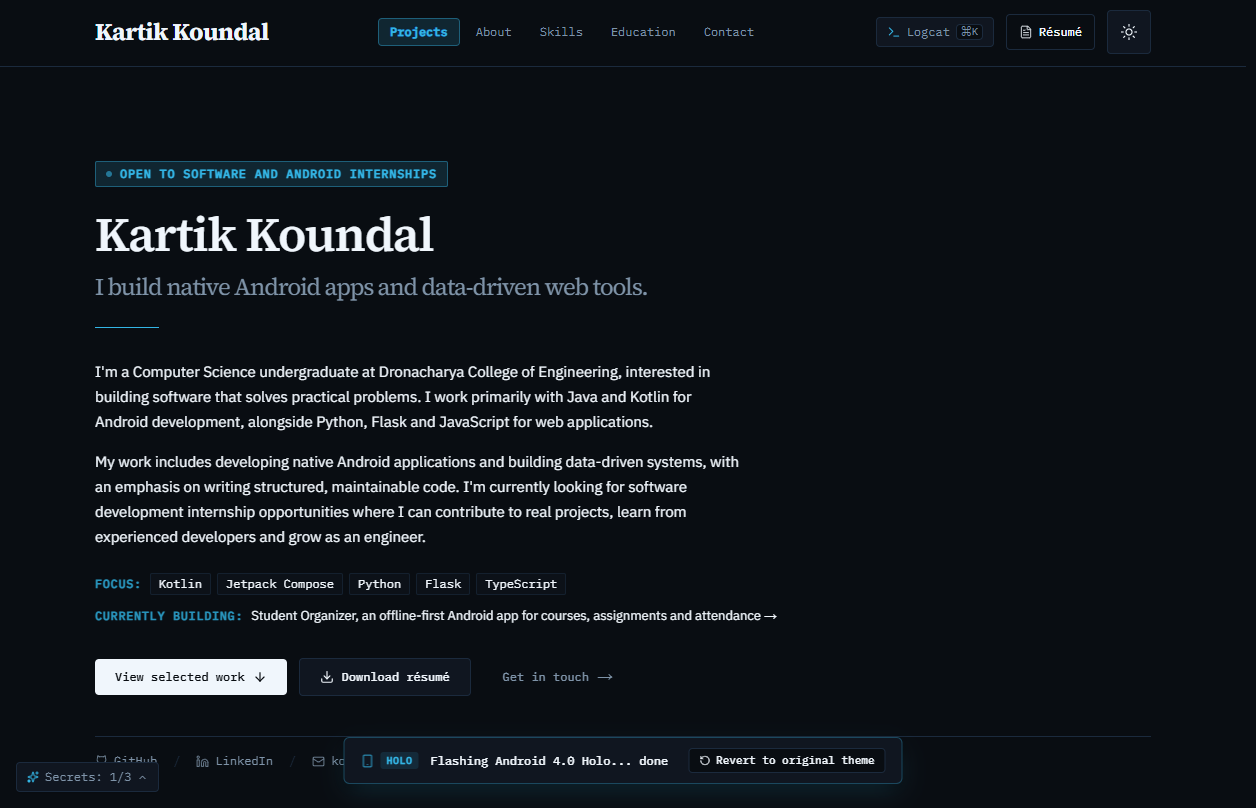 Kartik Koundal
Projects About Skills Education Contact
Logcat ⌘K
Résumé
OPEN TO SOFTWARE AND ANDROID INTERNSHIPS
Kartik Koundal
I build native Android apps and data-driven web tools.
I'm a Computer Science undergraduate at Dronacharya College of Engineering, interested in
building software that solves practical problems. I work primarily with Java and Kotlin for
Android development, alongside Python, Flask and JavaScript for web applications.
My work includes developing native Android applications and building data-driven systems, with
an emphasis on writing structured, maintainable code. I'm currently looking for software
development internship opportunities where I can contribute to real projects, learn from
experienced developers and grow as an engineer.
FOCUS: Kotlin Jetpack Compose Python Flask TypeScript
CURRENTLY BUILDING: Student Organizer, an offline-first Android app for courses, assignments and attendance →
View selected work ↓
Download résumé
Get in touch →
GitHub / LinkedIn /
HOLO Flashing Android 4.0 Holo... done
Revert to original theme
Secrets: 1/3